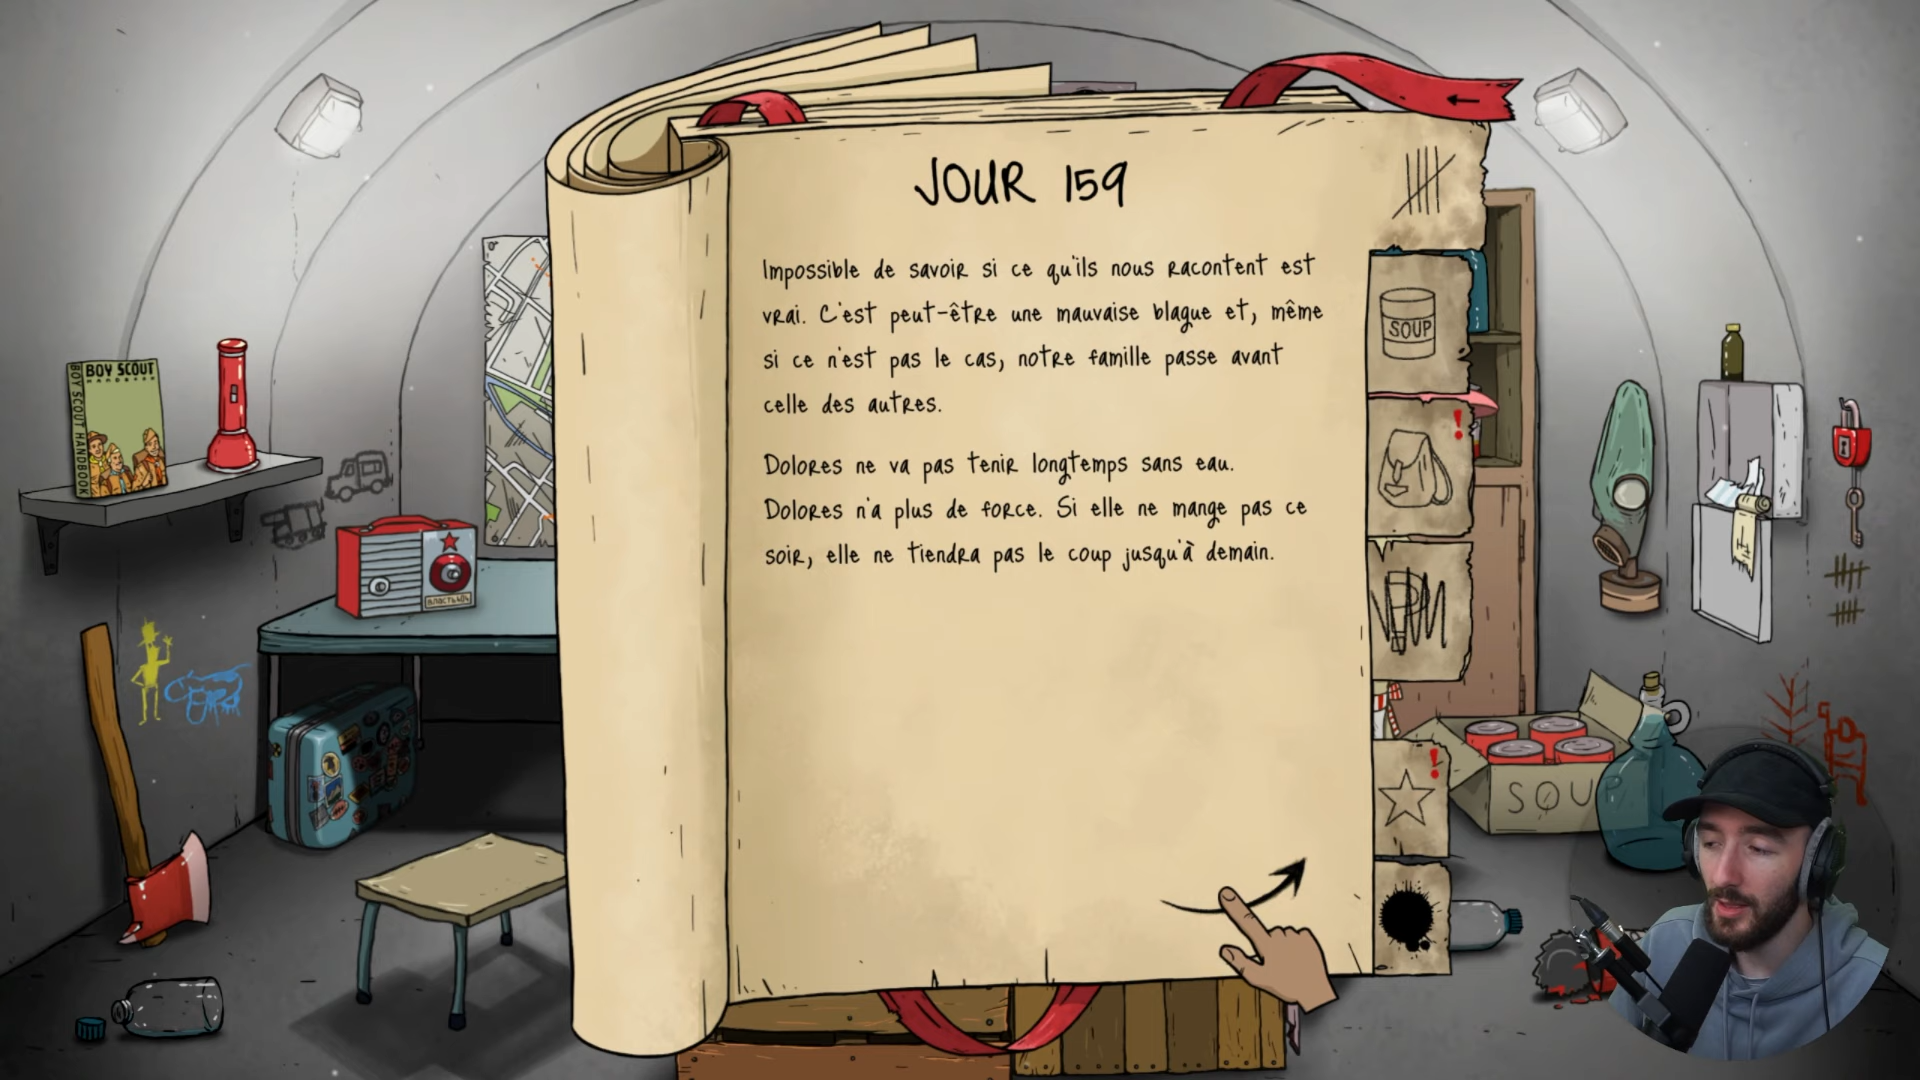 JOUR 159
Impossible de savoir si ce qu'ils nous racontent est
vrai. C'est peut-être une mauvaise blague et, même
si ce n'est pas le cas, notre famille passe avant
celle des autres.
Dolores ne va pas tenir longtemps sans eau.
Dolores n'a plus de force. Si elle ne mange pas ce
soir, elle ne tiendra pas le coup jusqu'à demain.
SOUP
BOY SCOUT
HANDBOOK
BOY SCOUT HANDBOOK
SOUP